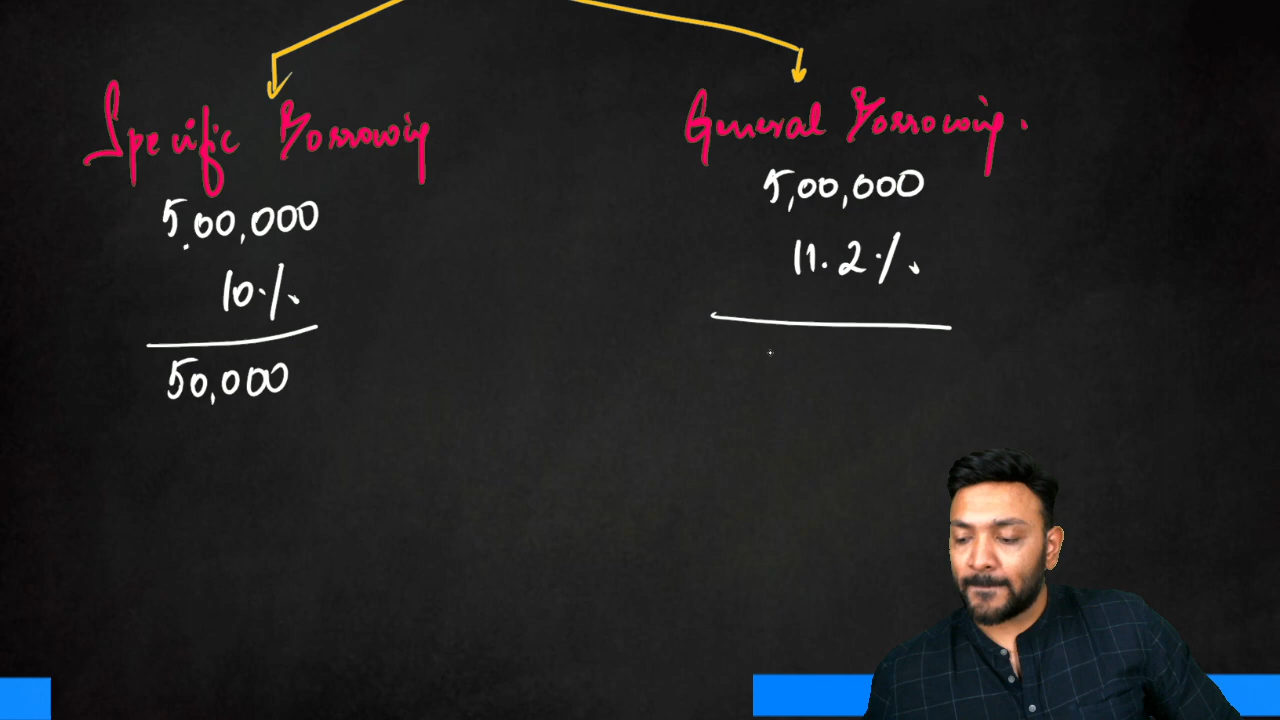 Specific Borrowing
5,00,000
10%
50,000
General Borrowing.
5,00,000
11.2%